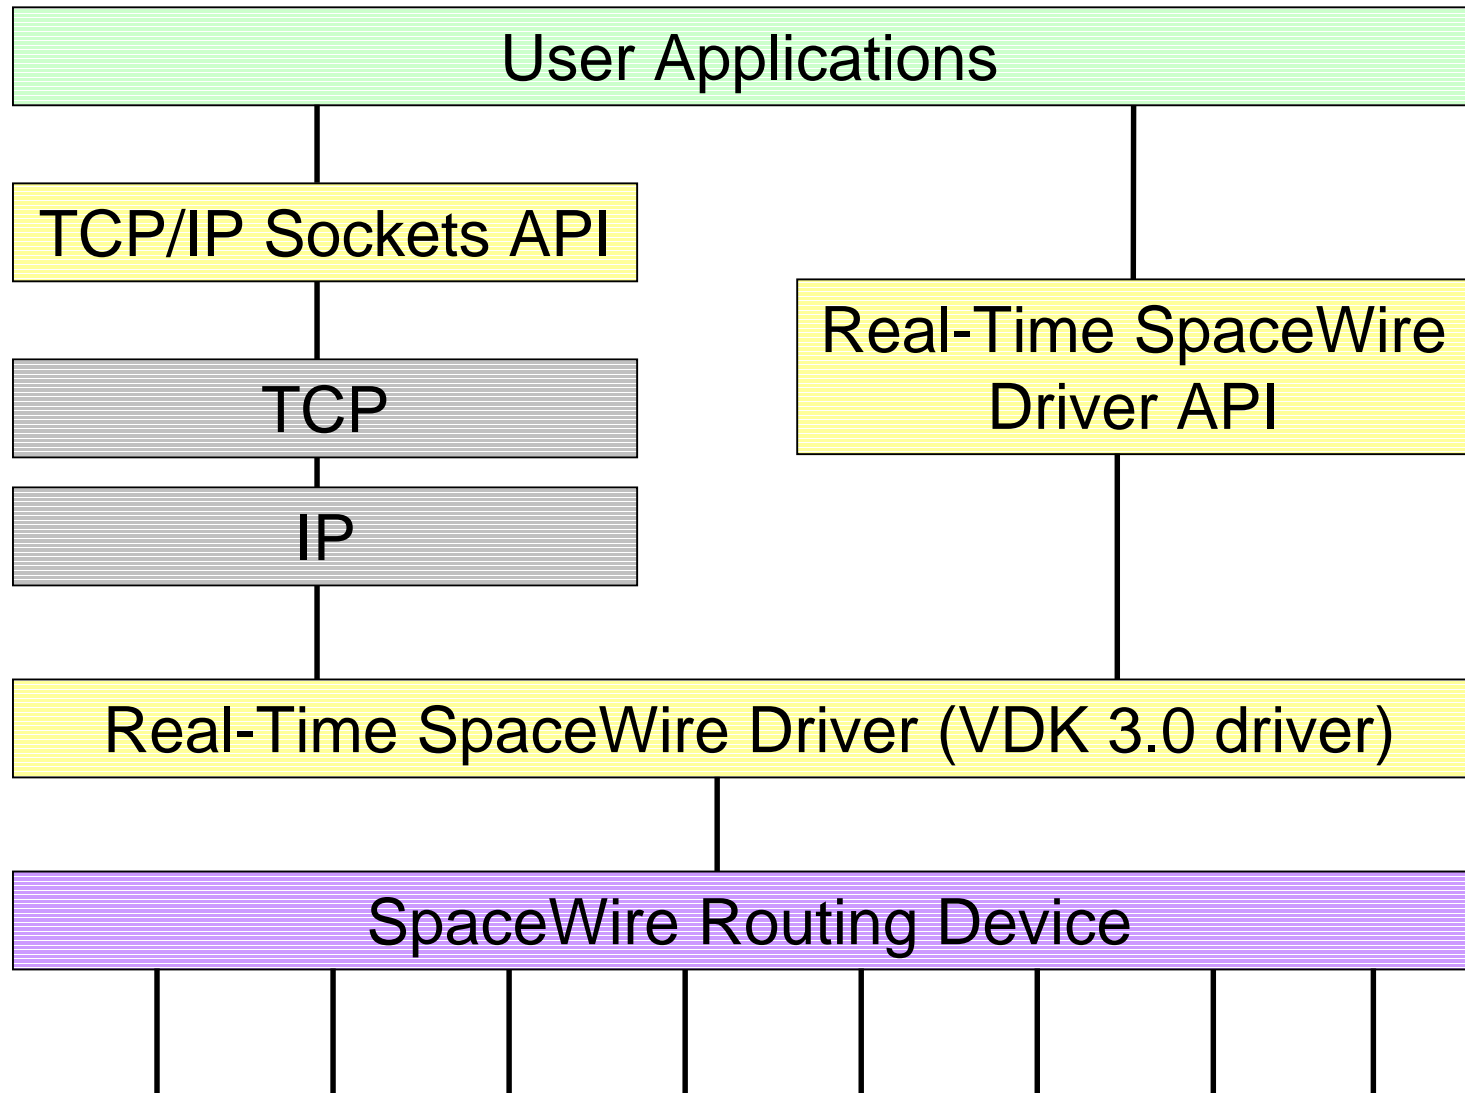 User Applications
TCP/IP Sockets API
Real-Time SpaceWire
Driver API
TCP
IP
Real-Time SpaceWire Driver (VDK 3.0 driver)
SpaceWire Routing Device